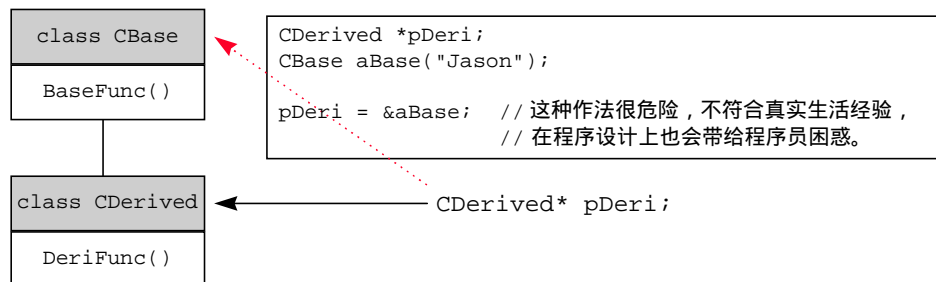 class CBase
BaseFunc()
CDerived *pDeri;
CBase aBase("Jason");
pDeri = &aBase; // 这种作法很危险，不符合真实生活经验，
// 在程序设计上也会带给程序员困惑。
class CDerived
DeriFunc()
CDerived* pDeri;